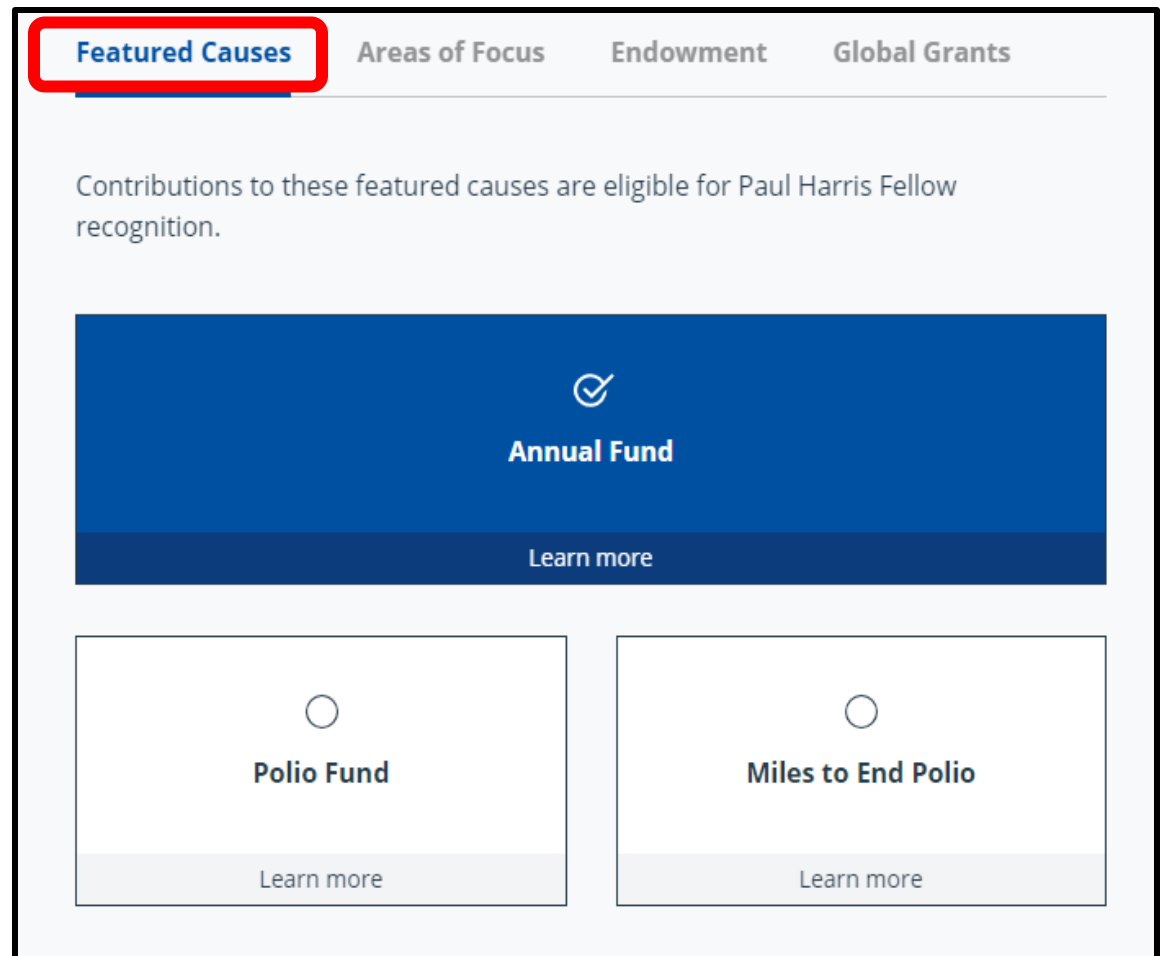 Featured Causes Areas of Focus Endowment Global Grants
Contributions to these featured causes are eligible for Paul Harris Fellow
recognition.
Annual Fund
Learn more
Polio Fund
Learn more
Miles to End Polio
Learn more